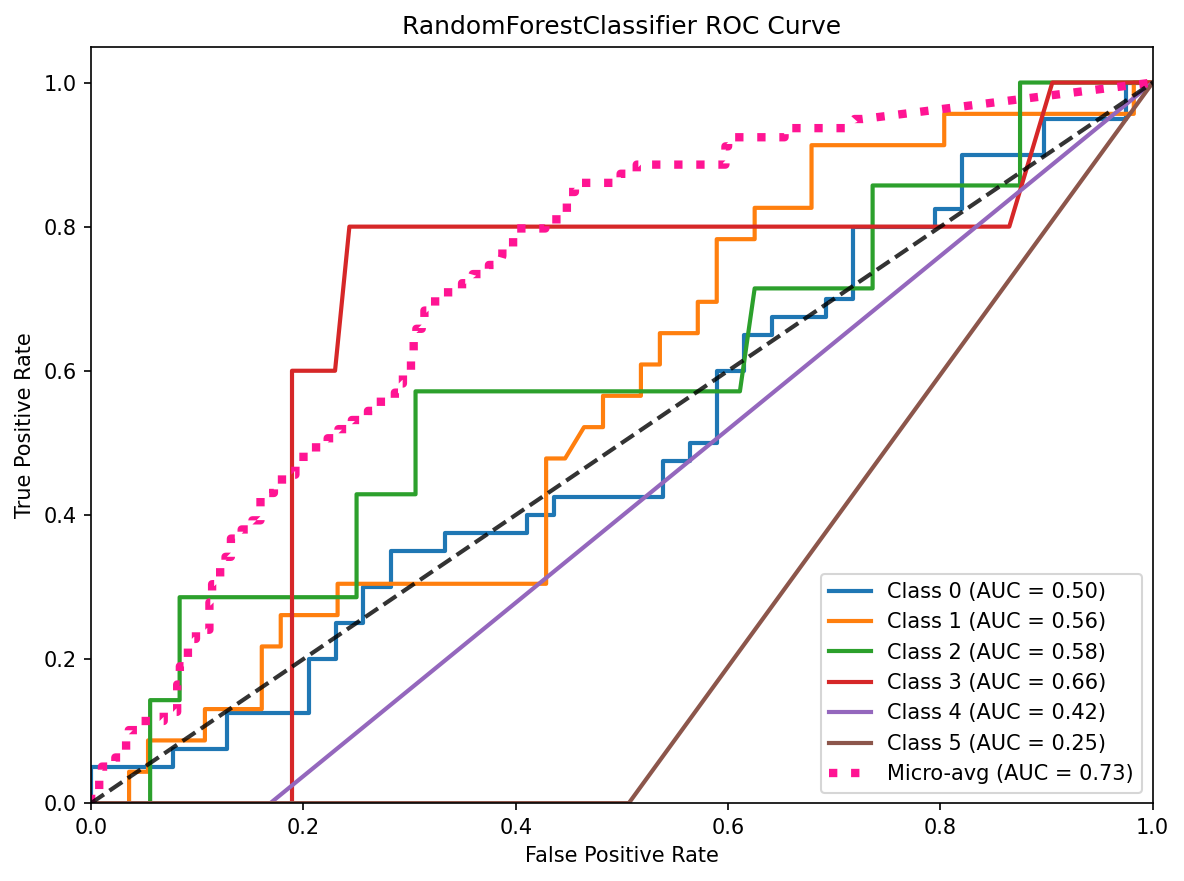 RandomForestClassifier ROC Curve
True Positive Rate
1.0
0.8
0.6
0.4
0.2
0.0
Class 0 (AUC = 0.50)
Class 1 (AUC = 0.56)
Class 2 (AUC = 0.58)
Class 3 (AUC = 0.66)
Class 4 (AUC = 0.42)
Class 5 (AUC = 0.25)
Micro-avg (AUC = 0.73)
0.0 0.2 0.4 0.6 0.8 1.0
False Positive Rate